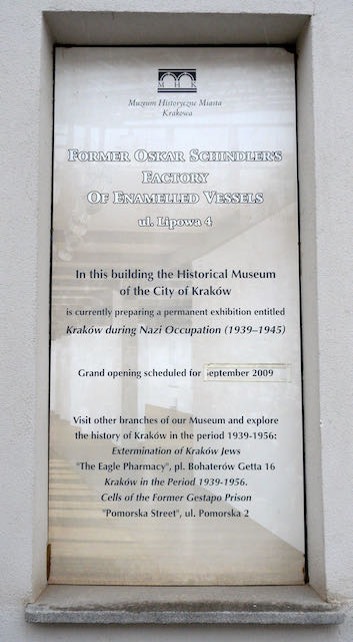 M H K
Muzeum Historyczne Miasta
Krakowa
FORMER OSKAR SCHINDLER'S
FACTORY
OF ENAMELLED VESSELS
ul. Lipowa 4
In this building the Historical Museum
of the City of Kraków
is currently preparing a permanent exhibition entitled
Kraków during Nazi Occupation (1939–1945)
Grand opening scheduled for eptember 2009
Visit other branches of our Museum and explore
the history of Kraków in the period 1939-1956:
Extermination of Kraków Jews
"The Eagle Pharmacy", pl. Bohaterów Getta 16
Kraków in the Period 1939-1956.
Cells of the Former Gestapo Prison
"Pomorska Street", ul. Pomorska 2